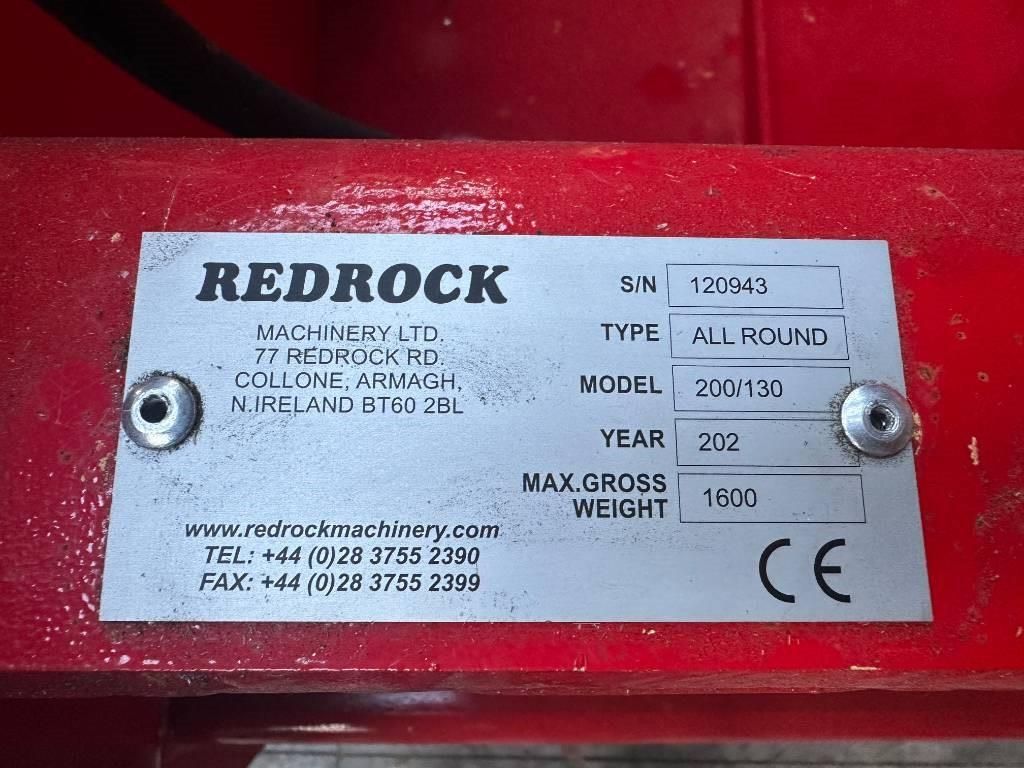 REDROCK
MACHINERY LTD.
77 REDROCK RD.
COLLONE, ARMAGH,
N.IRELAND BT60 2BL
www.redrockmachinery.com
TEL: +44 (0)28 3755 2390
FAX: +44 (0)28 3755 2399
S/N 120943
TYPE ALL ROUND
MODEL 200/130
YEAR 202
MAX.GROSS
WEIGHT 1600
CE